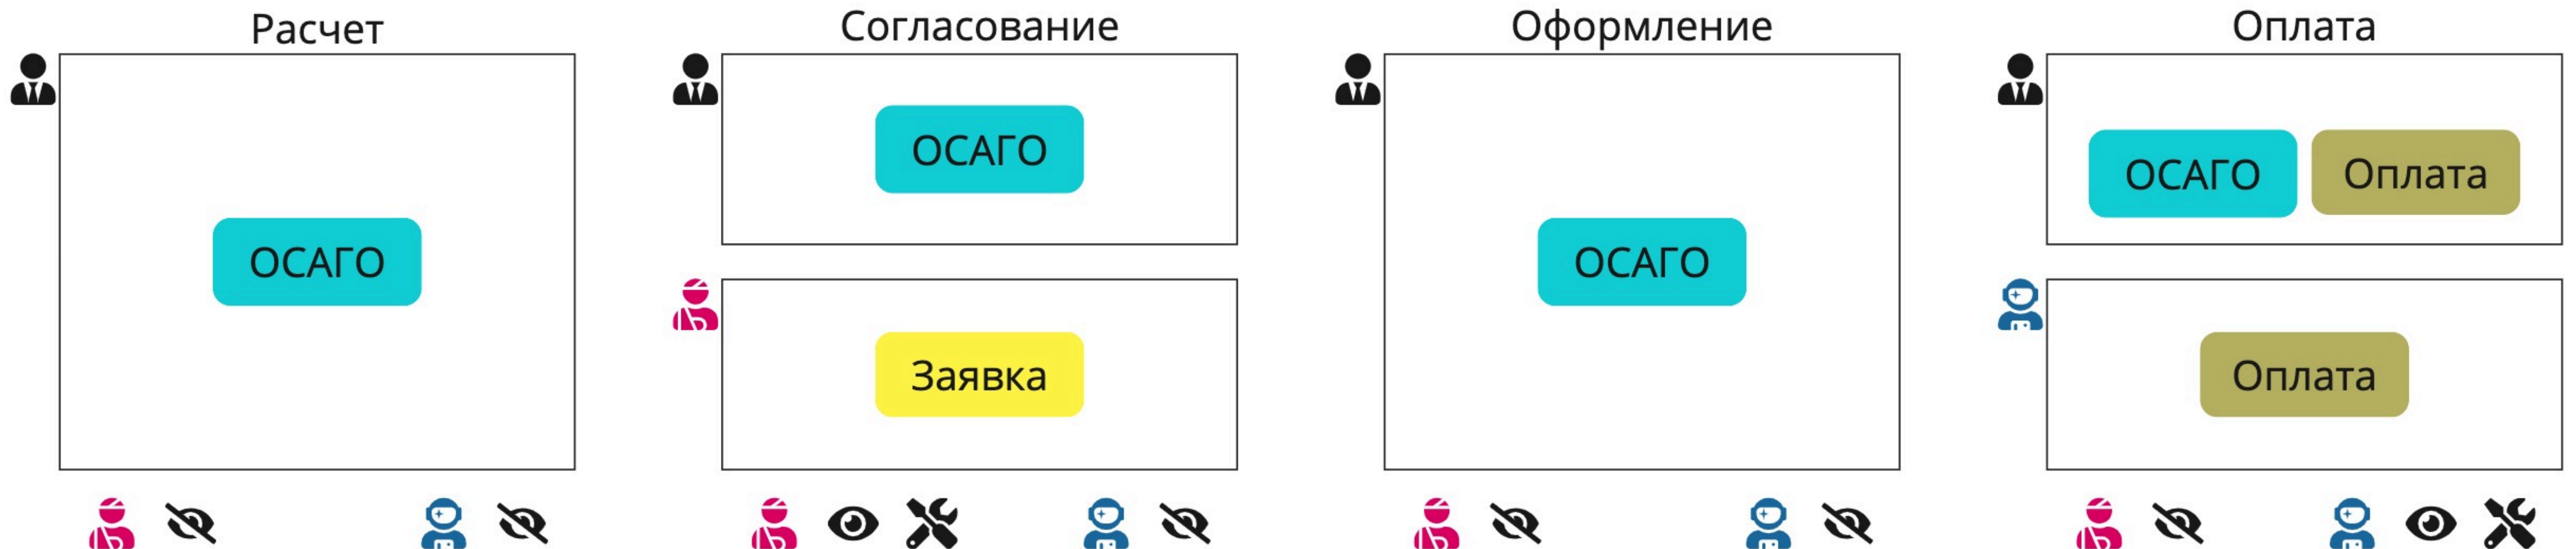 Расчет
ОСАГО
Согласование
ОСАГО
Заявка
Оформление
ОСАГО
Оплата
ОСАГО
Оплата
Оплата